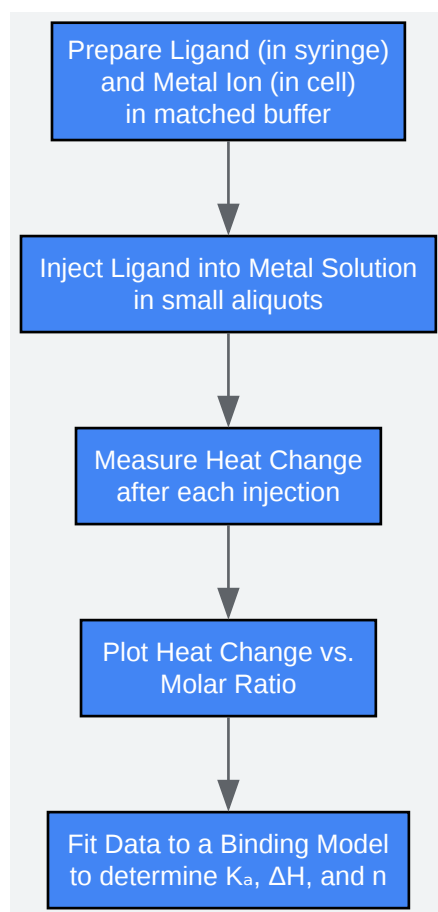 Prepare Ligand (in syringe)
and Metal Ion (in cell)
in matched buffer
Inject Ligand into Metal Solution
in small aliquots
Measure Heat Change
after each injection
Plot Heat Change vs.
Molar Ratio
Fit Data to a Binding Model
to determine Kₐ, ΔH, and n